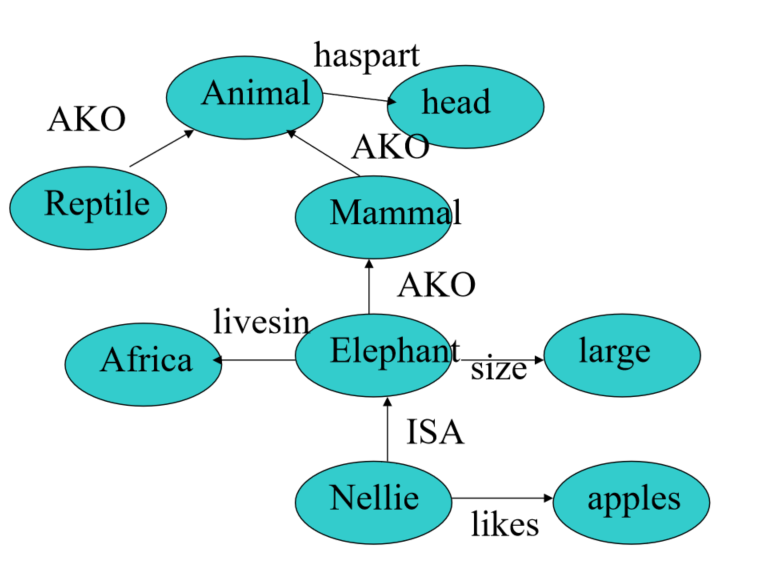 haspart
Animal
head
AKO
AKO
Reptile
Mammal
AKO
livesin
Africa
Elephant
size
large
ISA
Nellie
likes
apples